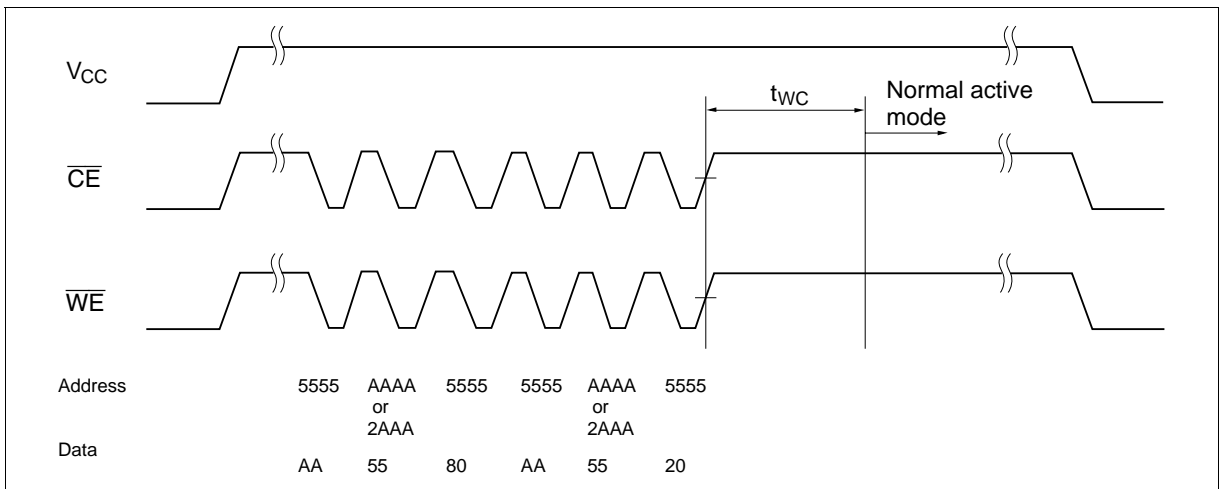 VCC
tWC
Normal active
mode
CE
WE
Address 5555 AAAA 5555 5555 AAAA 5555
or or
2AAA 2AAA
Data
AA 55 80 AA 55 20